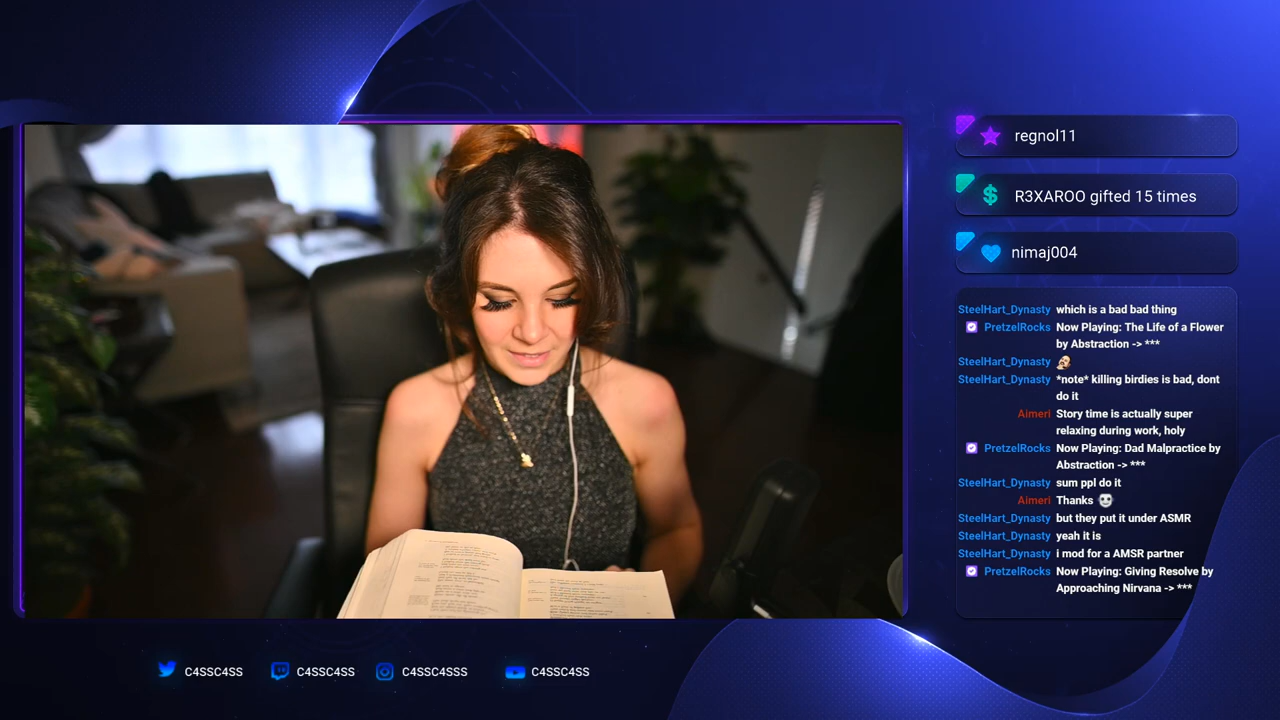 regnol11
R3XAROO gifted 15 times
nimaj004
SteelHart_Dynasty which is a bad bad thing
PretzelRocks Now Playing: The Life of a Flower
by Abstraction -> ***
SteelHart_Dynasty
SteelHart_Dynasty *note* killing birdies is bad, dont
do it
Aimeri Story time is actually super
relaxing during work, holy
PretzelRocks Now Playing: Dad Malpractice by
Abstraction -> ***
SteelHart_Dynasty sum ppl do it
Aimeri Thanks
SteelHart_Dynasty but they put it under ASMR
SteelHart_Dynasty yeah it is
SteelHart_Dynasty i mod for a AMSR partner
PretzelRocks Now Playing: Giving Resolve by
Approaching Nirvana -> ***
C4SSC4SS C4SSC4SS C4SSC4SSS C4SSC4SS